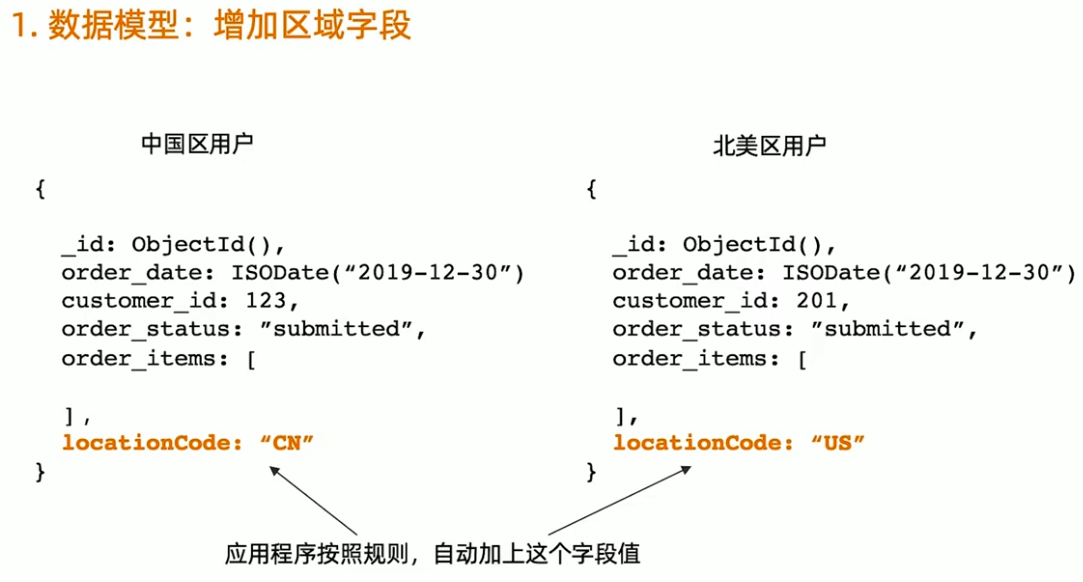 1. 数据模型：增加区域字段
中国区用户
{
_id: ObjectId(),
order_date: ISODate(“2019-12-30”)
customer_id: 123,
order_status: ”submitted”,
order_items: [
],
locationCode: “CN”
}
北美区用户
{
_id: ObjectId(),
order_date: ISODate(“2019-12-30”)
customer_id: 201,
order_status: ”submitted”,
order_items: [
],
locationCode: “US”
}
应用程序按照规则，自动加上这个字段值